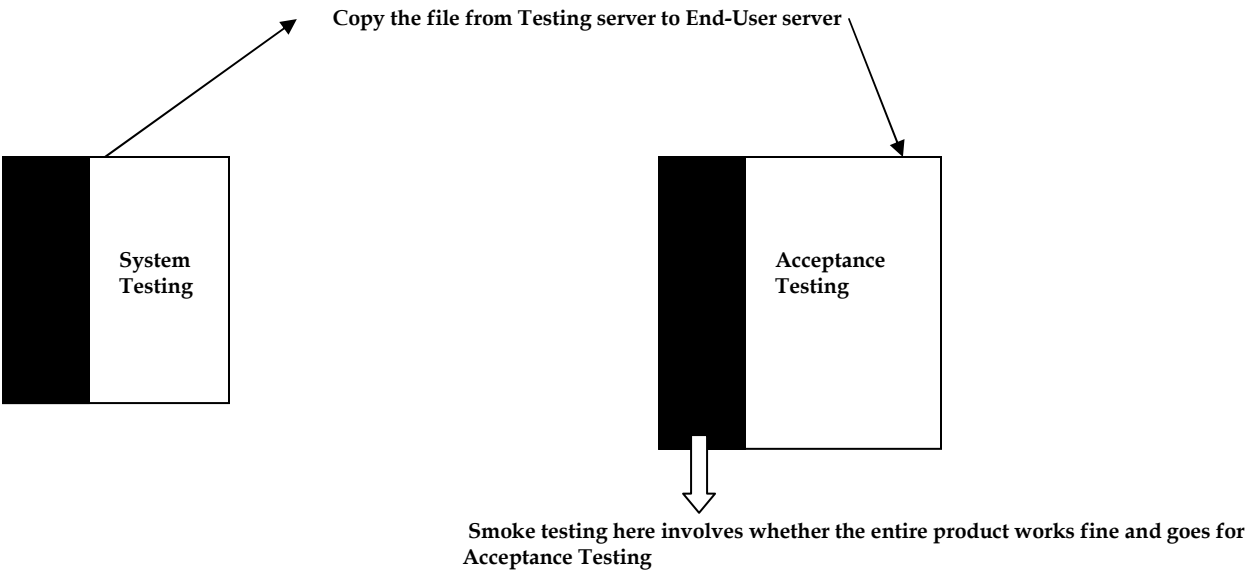 Copy the file from Testing server to End-User server
System
Testing
Acceptance
Testing
Smoke testing here involves whether the entire product works fine and goes for
Acceptance Testing